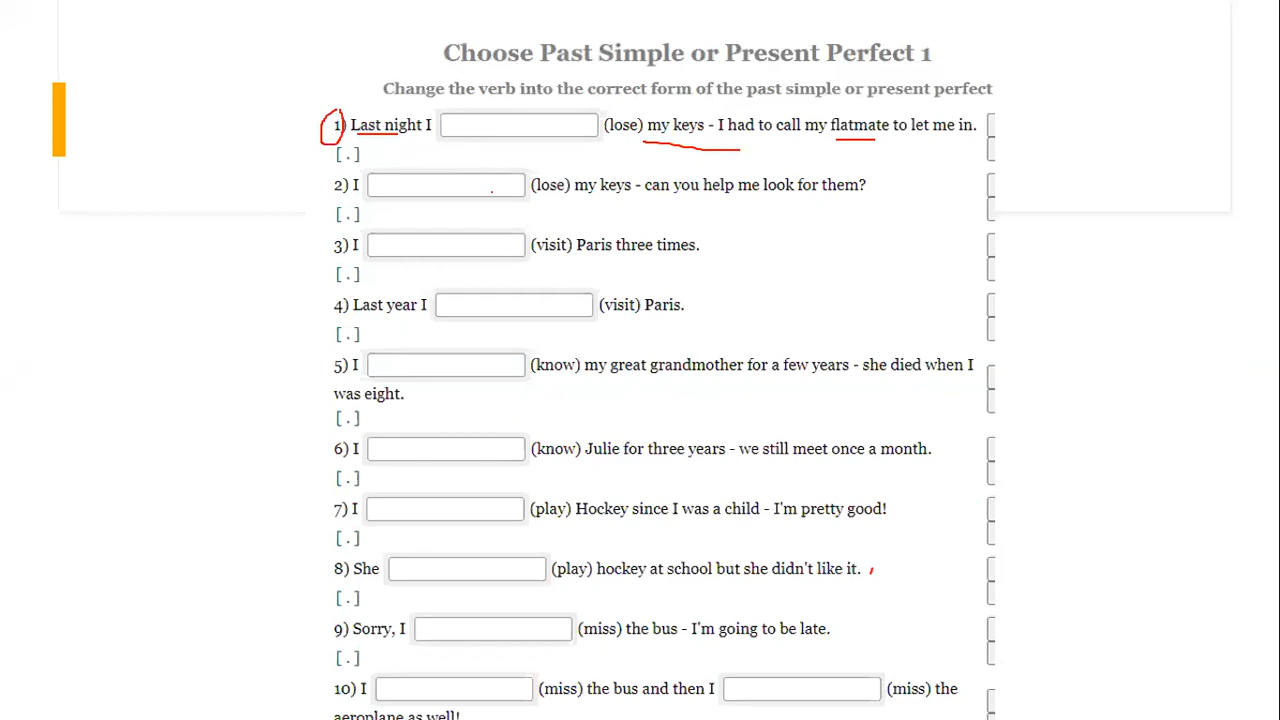 Choose Past Simple or Present Perfect 1
Change the verb into the correct form of the past simple or present perfect
1) Last night I (lose) my keys - I had to call my flatmate to let me in.
[ . ]
2) I (lose) my keys - can you help me look for them?
[ . ]
3) I (visit) Paris three times.
[ . ]
4) Last year I (visit) Paris.
[ . ]
5) I (know) my great grandmother for a few years - she died when I
was eight.
[ . ]
6) I (know) Julie for three years - we still meet once a month.
[ . ]
7) I (play) Hockey since I was a child - I'm pretty good!
[ . ]
8) She (play) hockey at school but she didn't like it.
[ . ]
9) Sorry, I (miss) the bus - I'm going to be late.
[ . ]
10) I (miss) the bus and then I (miss) the
aeroplane as well!